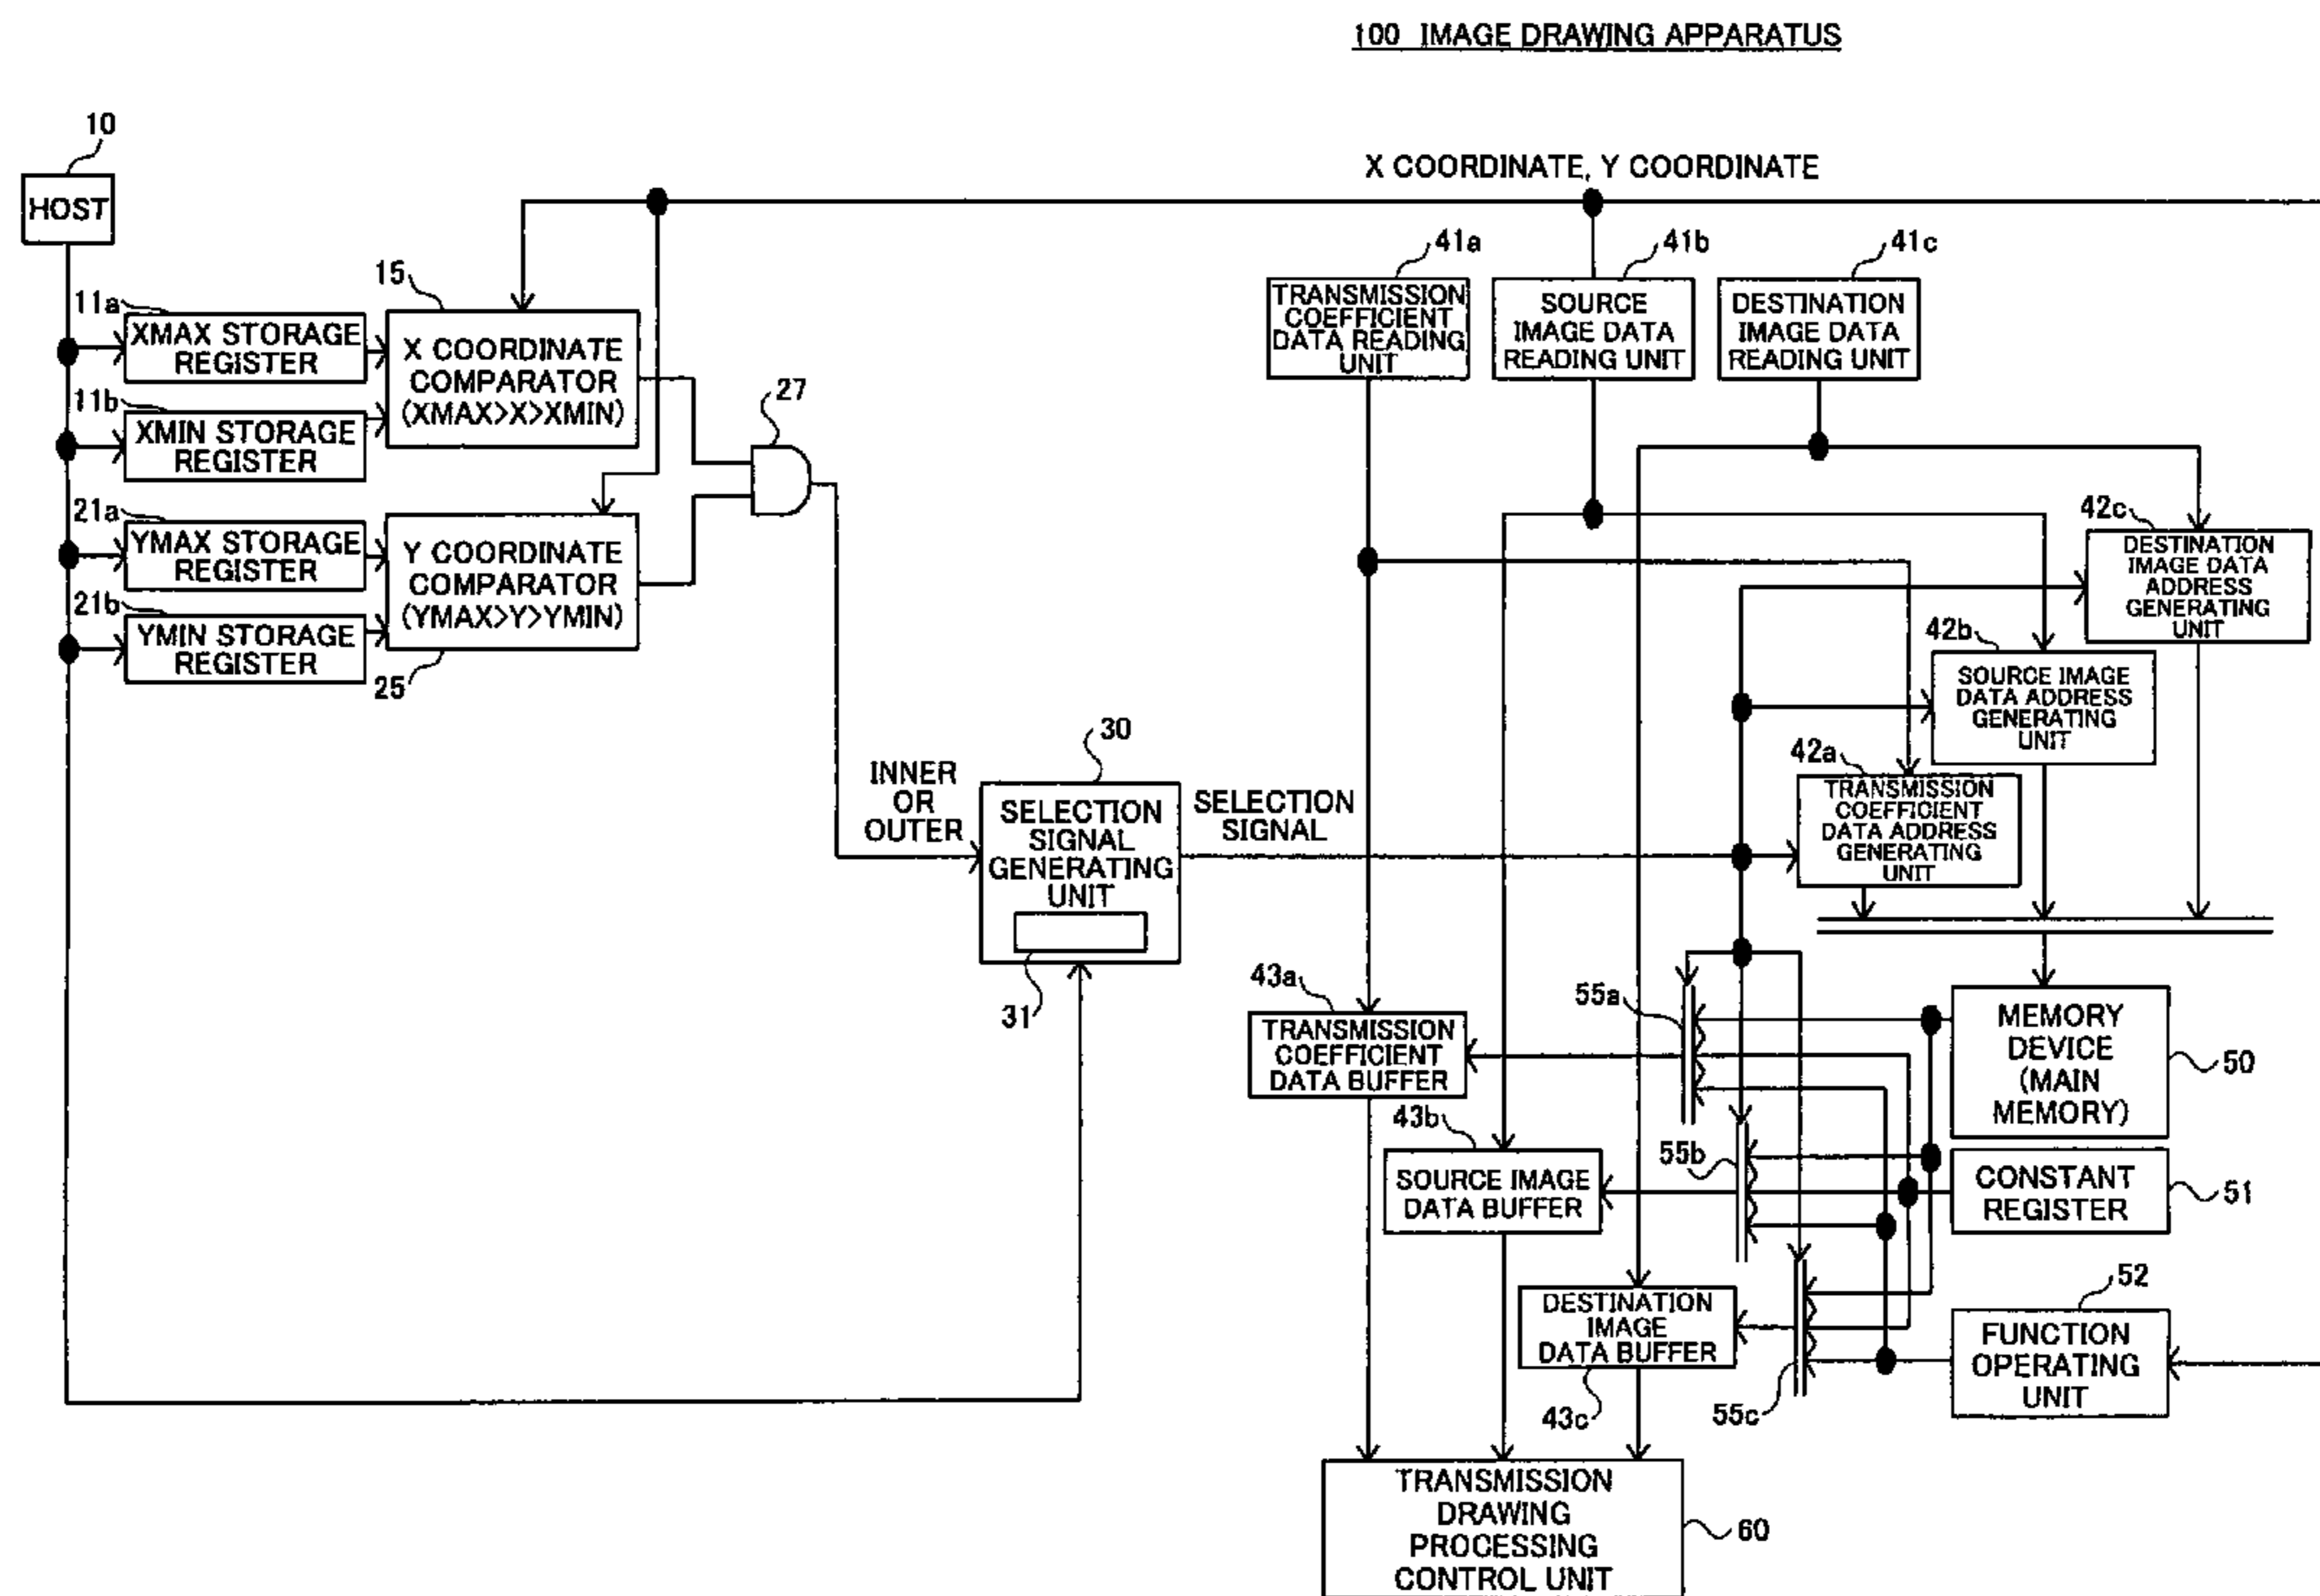 100 IMAGE DRAWING APPARATUS
10
HOST
X COORDINATE, Y COORDINATE
11a
XMAX STORAGE
REGISTER
11b
XMIN STORAGE
REGISTER
21a
YMAX STORAGE
REGISTER
21b
YMIN STORAGE
REGISTER
15
X COORDINATE
COMPARATOR
(XMAX>X>XMIN)
Y COORDINATE
COMPARATOR
(YMAX>Y>YMIN)
25
27
INNER
OR
OUTER
30
SELECTION
SIGNAL
GENERATING
UNIT
31
SELECTION
SIGNAL
41a
TRANSMISSION
COEFFICIENT
DATA READING
UNIT
41b
SOURCE
IMAGE DATA
READING UNIT
41c
DESTINATION
IMAGE DATA
READING UNIT
42c
DESTINATION
IMAGE DATA
ADDRESS
GENERATING
UNIT
42b
SOURCE IMAGE
DATA ADDRESS
GENERATING
UNIT
42a
TRANSMISSION
COEFFICIENT
DATA ADDRESS
GENERATING
UNIT
43a
TRANSMISSION
COEFFICIENT
DATA BUFFER
43b
SOURCE IMAGE
DATA BUFFER
DESTINATION
IMAGE
DATA BUFFER
43c
55a
55b
55c
MEMORY
DEVICE
(MAIN
MEMORY)
50
CONSTANT
REGISTER
51
52
FUNCTION
OPERATING
UNIT
TRANSMISSION
DRAWING
PROCESSING
CONTROL UNIT
60